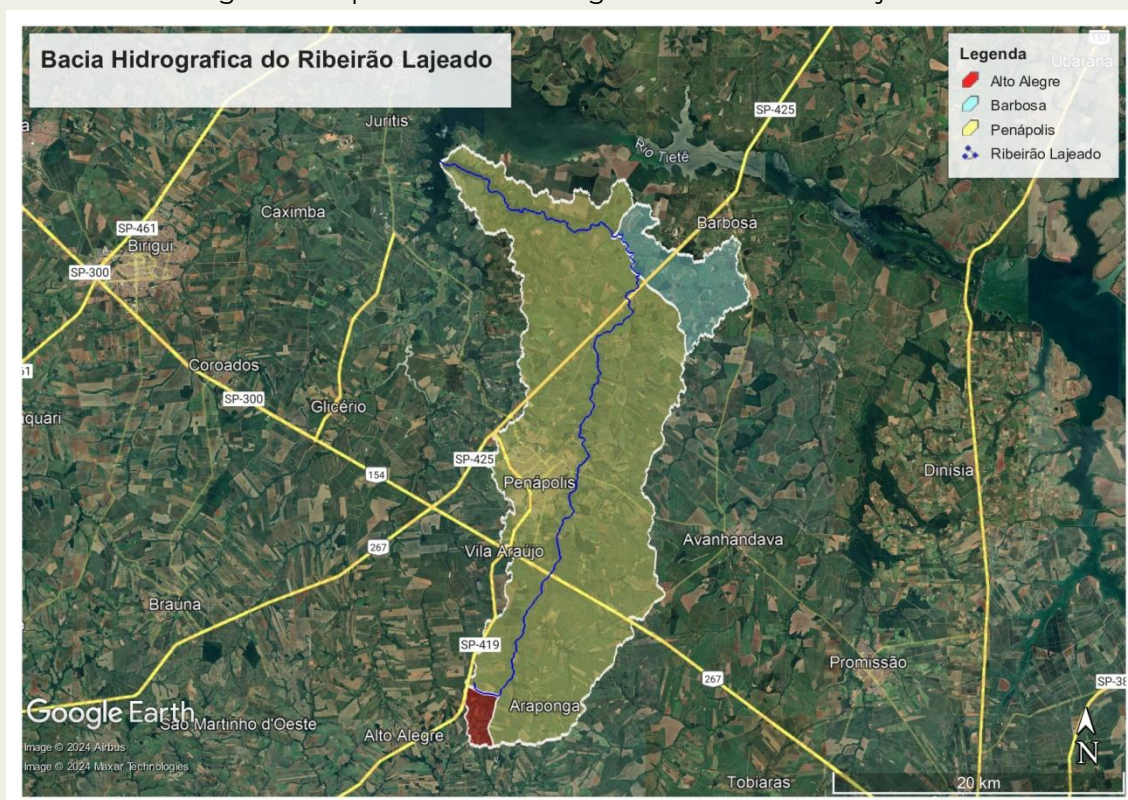 Bacia Hidrografica do Ribeirão Lajeado
Legenda
Alto Alegre
Barbosa
Penápolis
Ribeirão Lajeado
Ubarana
Juritis
SP-425
Rio Tietê
Caximba
Barbosa
SP-461
Birigui
SP-300
Coroados
SP-300
Glicério
SP-425
154
Penápolis
Dinísia
Vila Araújo
Avanhandava
267
Braúna
SP-419
Promissão
267
Araponga
Google Earth
São Martinho d'Oeste
Alto Alegre
Image © 2024 Airbus
Image © 2024 Maxar Technologies
N
Tobiaras
20 km